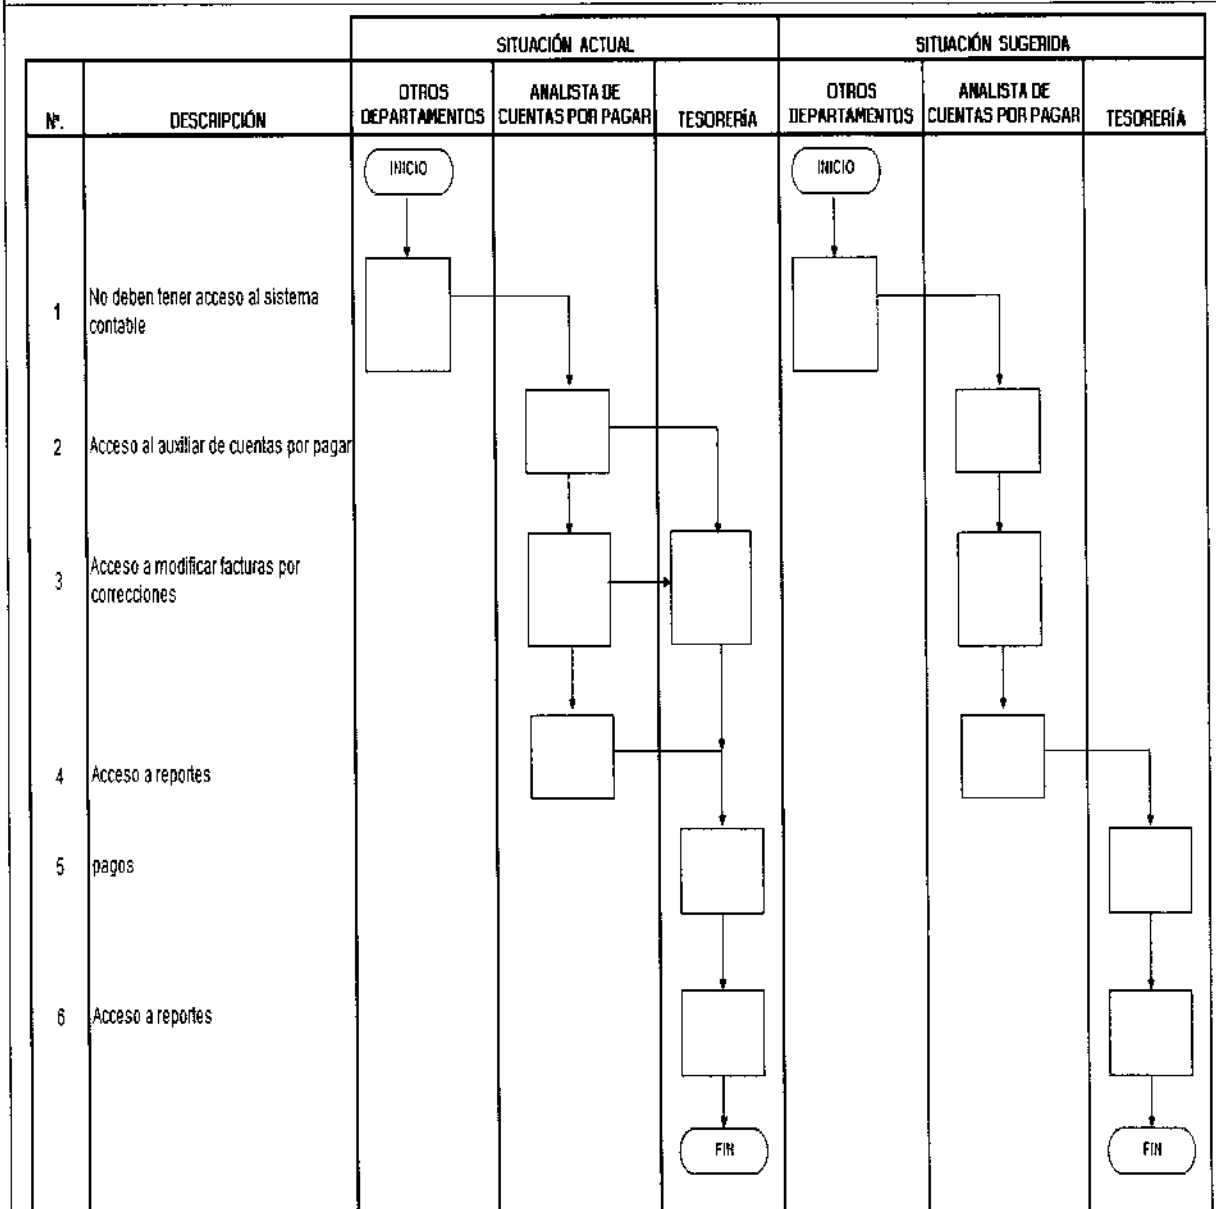 SITUACIÓN ACTUAL
SITUACIÓN SUGERIDA
Nº.
DESCRIPCIÓN
OTROS
DEPARTAMENTOS
ANALISTA DE
CUENTAS POR PAGAR
TESORERÍA
OTROS
DEPARTAMENTOS
ANALISTA DE
CUENTAS POR PAGAR
TESORERÍA
INICIO
INICIO
1
No deben tener acceso al sistema
contable
2
Acceso al auxiliar de cuentas por pagar
3
Acceso a modificar facturas por
correcciones
4
Acceso a reportes
5
pagos
6
Acceso a reportes
FIN
FIN